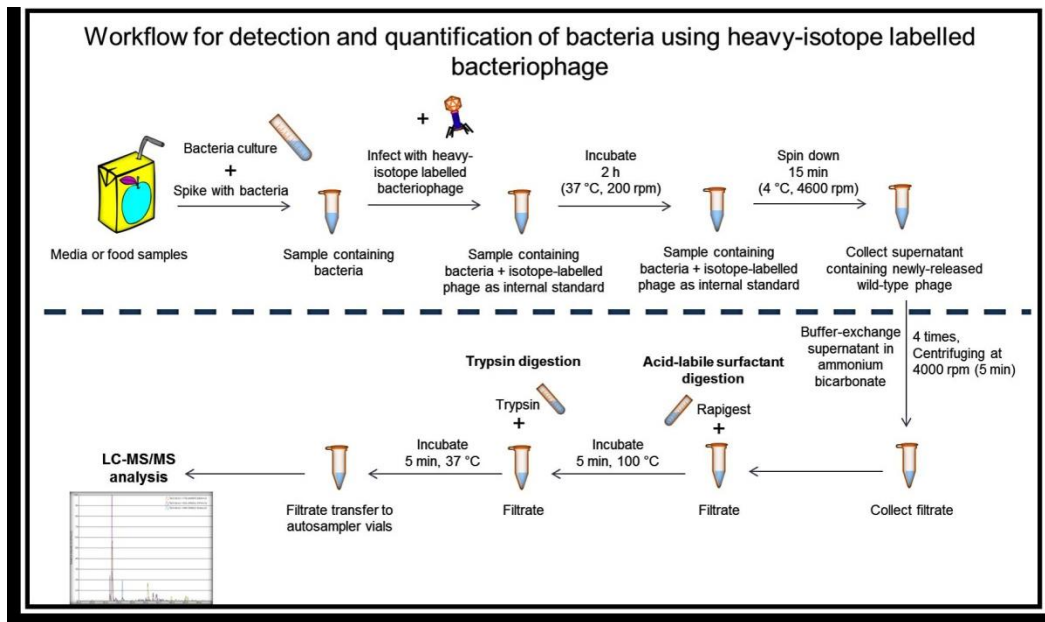 Workflow for detection and quantification of bacteria using heavy-isotope labelled
bacteriophage
Bacteria culture
+
Spike with bacteria
Media or food samples
Sample containing
bacteria
+
Infect with heavy-
isotope labelled
bacteriophage
Sample containing
bacteria + isotope-labelled
phage as internal standard
Incubate
2 h
(37 °C, 200 rpm)
Sample containing
bacteria + isotope-labelled
phage as internal standard
Spin down
15 min
(4 °C, 4600 rpm)
Collect supernatant
containing newly-released
wild-type phage
Buffer-exchange
supernatant in
ammonium
bicarbonate
4 times,
Centrifuging at
4000 rpm (5 min)
Collect filtrate
Acid-labile surfactant
digestion
Rapigest
+
Filtrate
Incubate
5 min, 100 °C
Trypsin digestion
Trypsin
+
Filtrate
Incubate
5 min, 37 °C
Filtrate transfer to
autosampler vials
LC-MS/MS
analysis